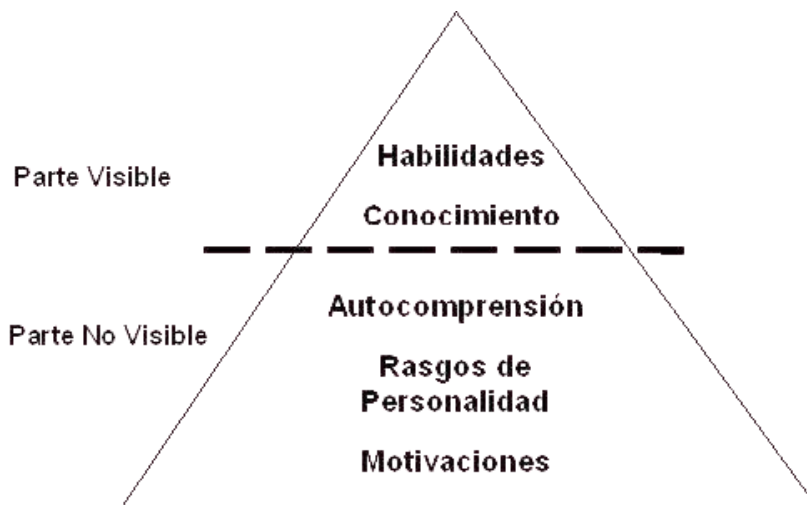 Habilidades
Parte Visible
Conocimiento
Autocomprensión
Parte No Visible
Rasgos de
Personalidad
Motivaciones